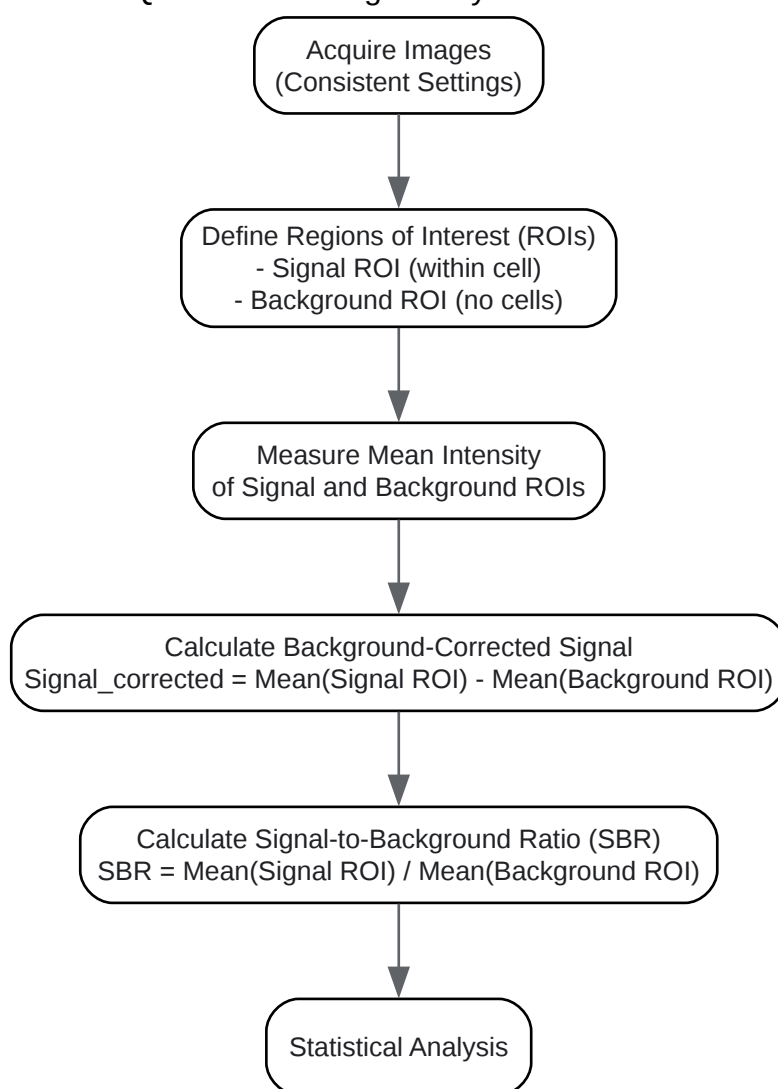 Acquire Images
(Consistent Settings)
Define Regions of Interest (ROIs)
- Signal ROI (within cell)
- Background ROI (no cells)
Measure Mean Intensity
of Signal and Background ROIs
Calculate Background-Corrected Signal
Signal_corrected = Mean(Signal ROI) - Mean(Background ROI)
Calculate Signal-to-Background Ratio (SBR)
SBR = Mean(Signal ROI) / Mean(Background ROI)
Statistical Analysis